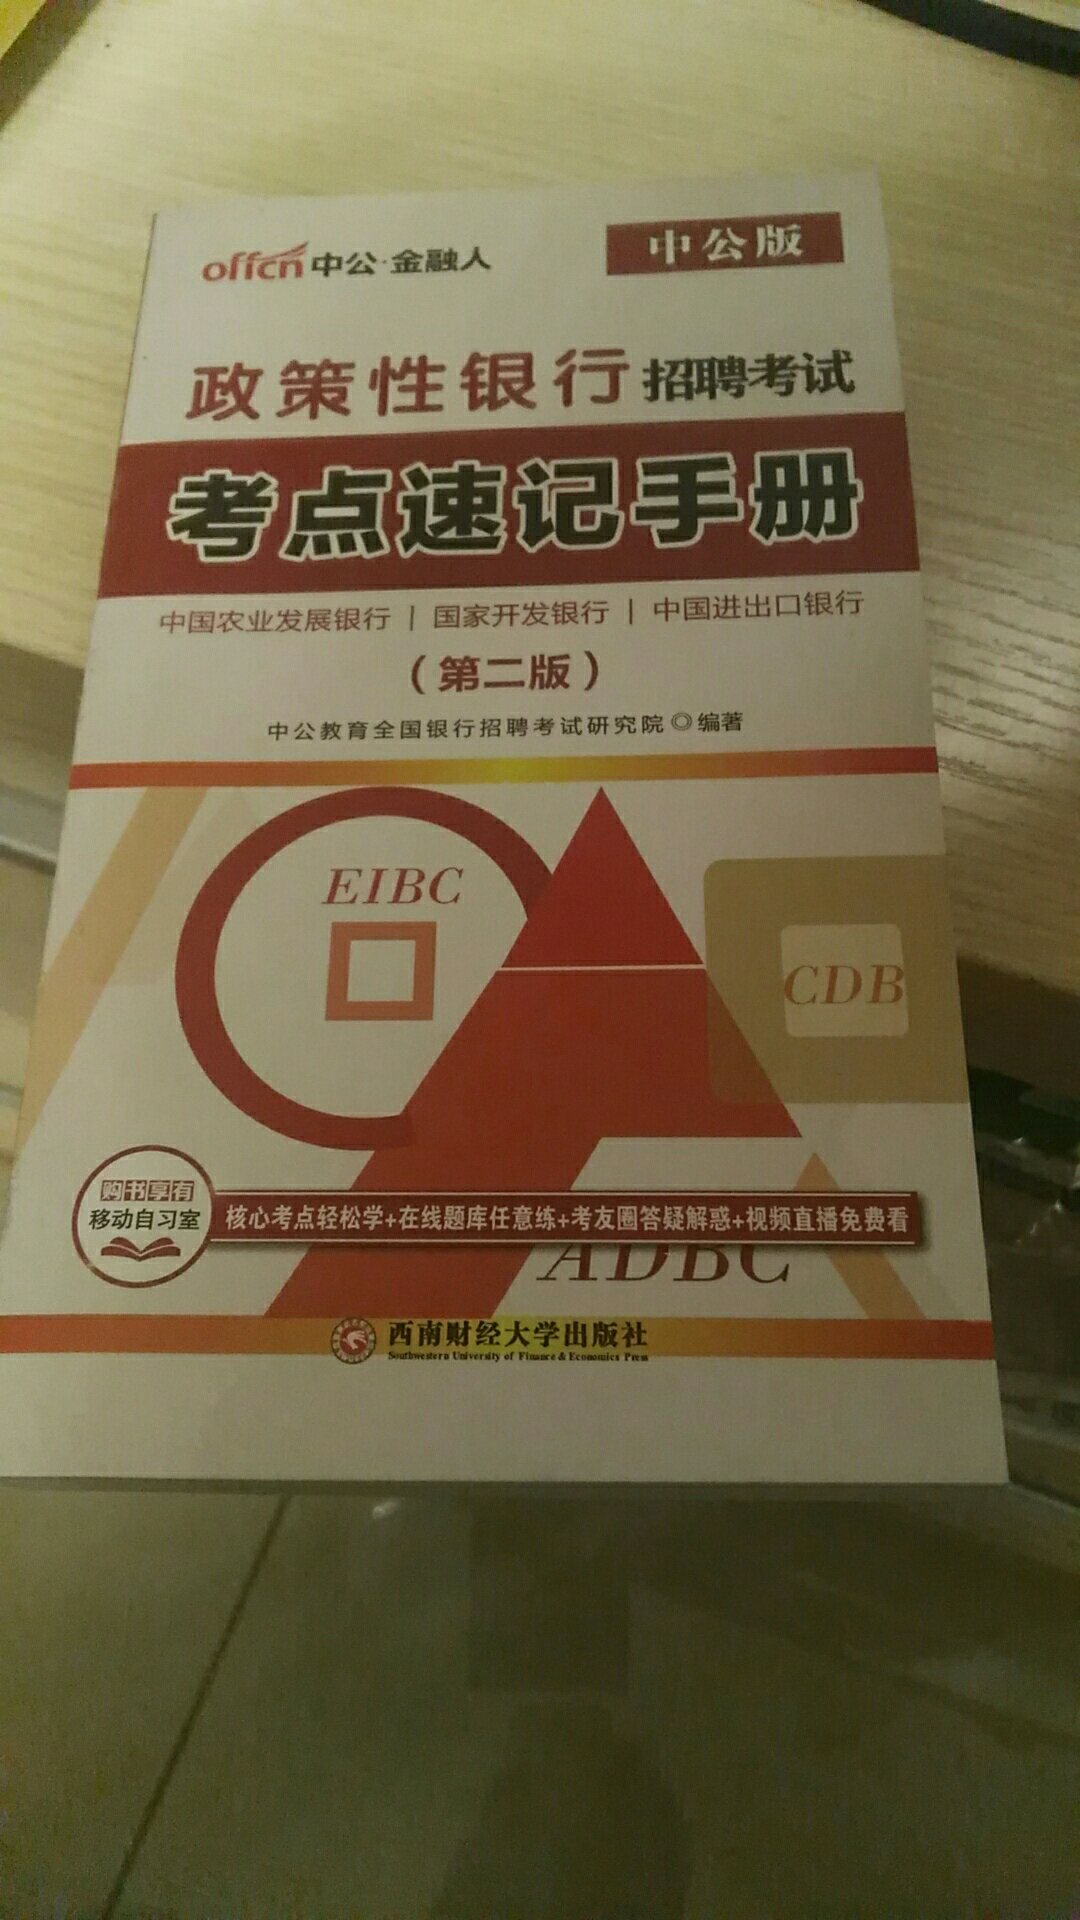 offcn 中公·金融人
中公版
政策性银行招聘考试
考点速记手册
中国农业发展银行 | 国家开发银行 | 中国进出口银行
（第二版）
中公教育全国银行招聘考试研究院◎编著
EIBC
CDB
购书享有
移动自习室
核心考点轻松学+在线题库任意练+考友圈答疑解惑+视频直播免费看
ADBC
西南财经大学出版社
Southwestern University of Finance & Economics Press